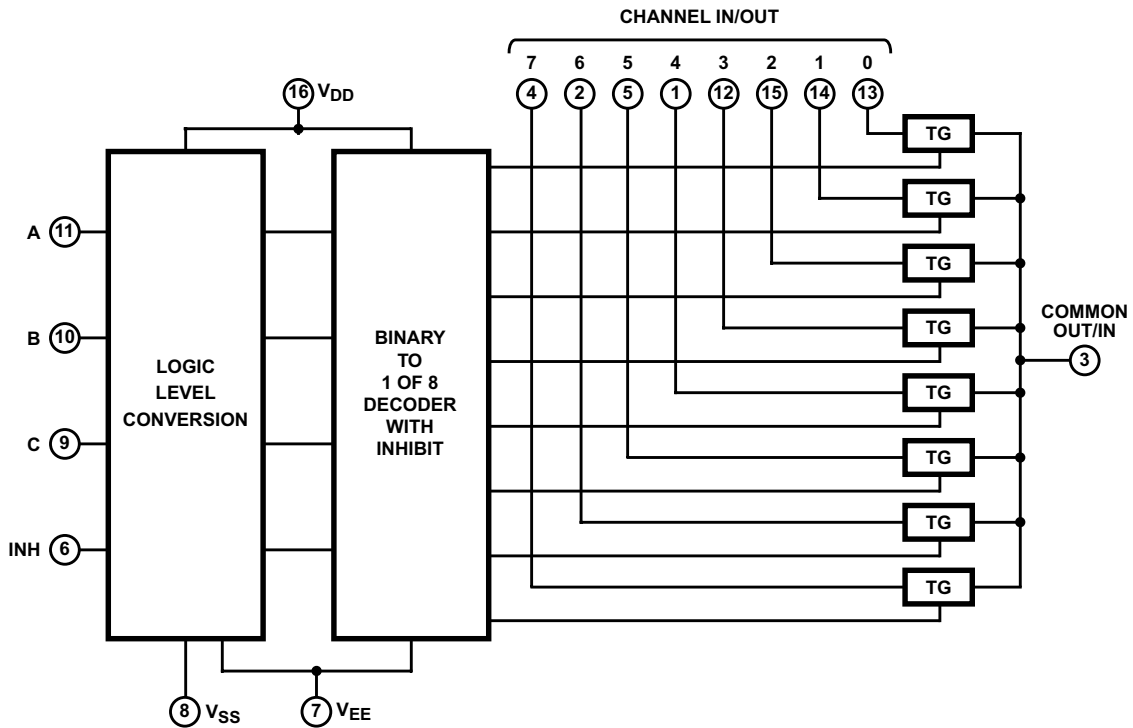 CHANNEL IN/OUT
7 6 5 4 3 2 1 0
4 2 5 1 12 15 14 13
16 VDD
TG
TG
TG
TG
TG
TG
TG
TG
A 11
B 10
C 9
INH 6
LOGIC
LEVEL
CONVERSION
BINARY
TO
1 OF 8
DECODER
WITH
INHIBIT
COMMON
OUT/IN
3
8 VSS
7 VEE